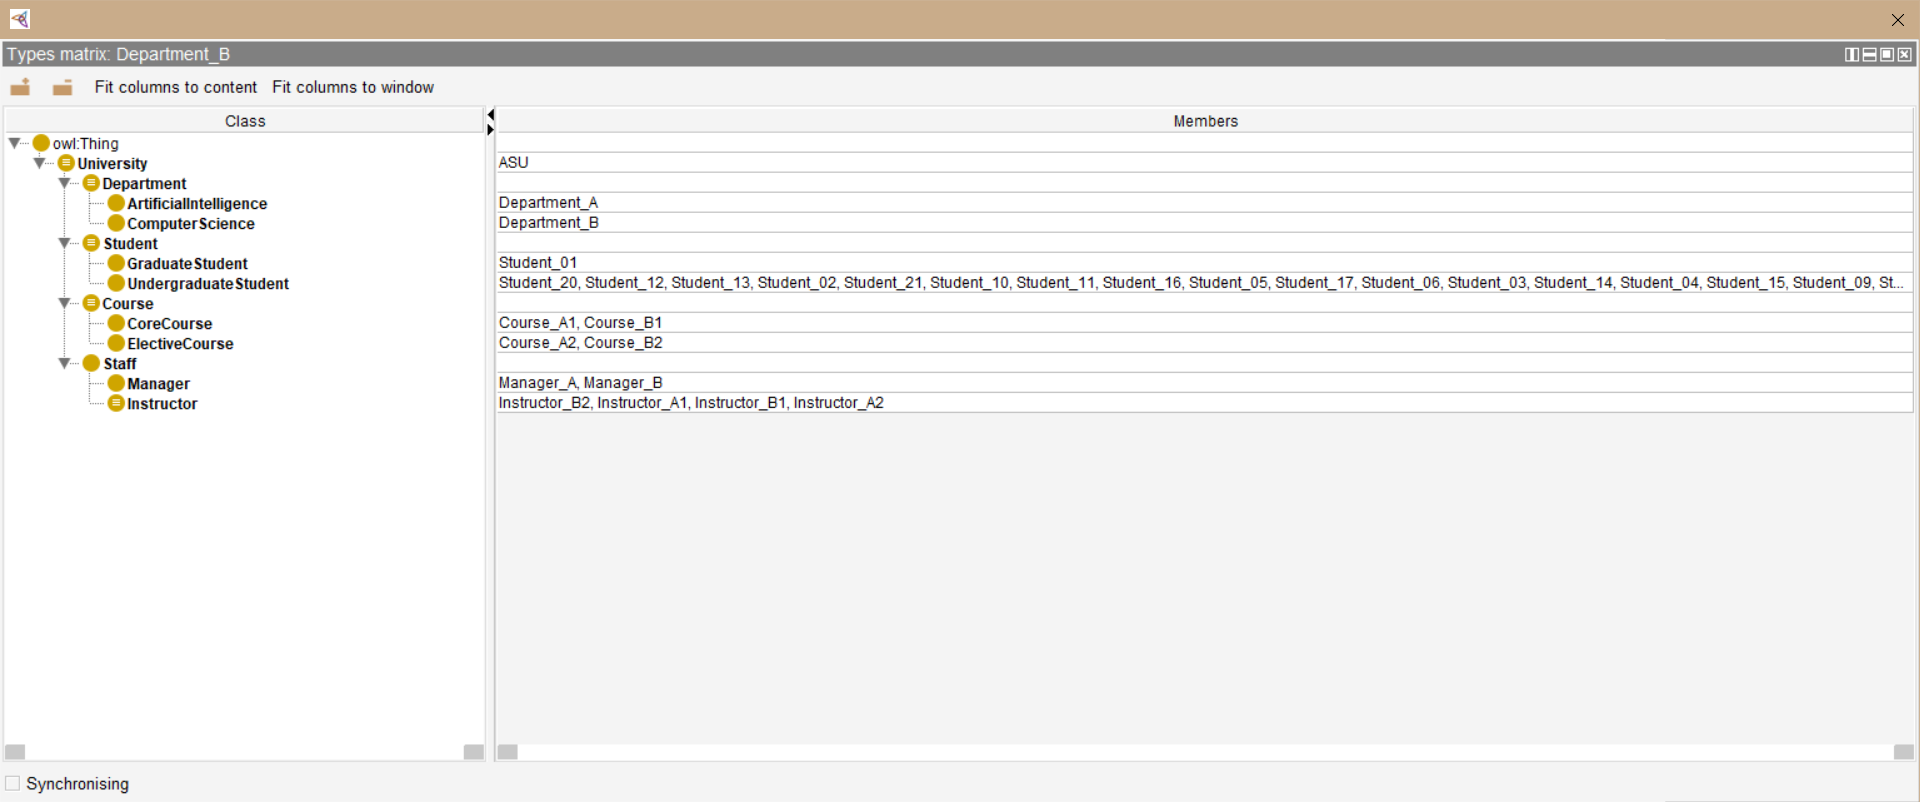 Types matrix: Department_B
Fit columns to content Fit columns to window
Class Members
owl:Thing
University ASU
Department
ArtificialIntelligence Department_A
ComputerScience Department_B
Student
GraduateStudent Student_01
UndergraduateStudent Student_20, Student_12, Student_13, Student_02, Student_21, Student_10, Student_11, Student_16, Student_05, Student_17, Student_06, Student_03, Student_14, Student_04, Student_15, Student_09, St...
Course
CoreCourse Course_A1, Course_B1
ElectiveCourse Course_A2, Course_B2
Staff
Manager Manager_A, Manager_B
Instructor Instructor_B2, Instructor_A1, Instructor_B1, Instructor_A2
Synchronising